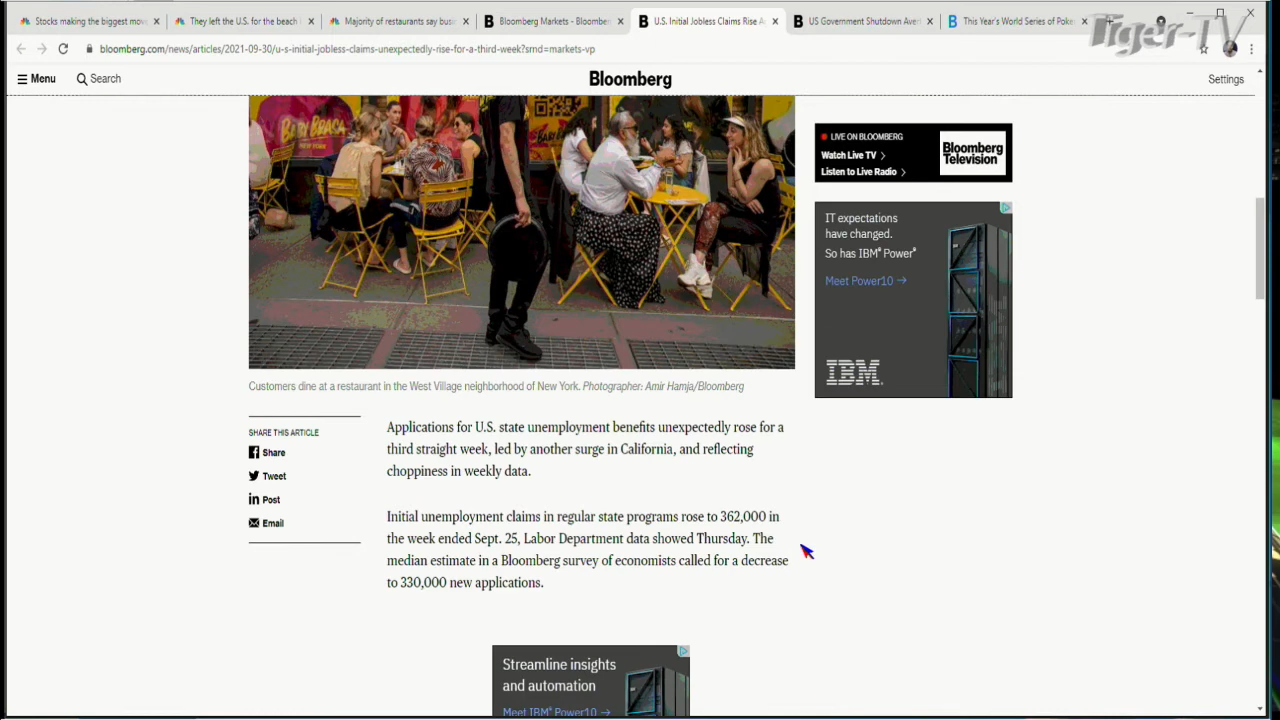 Stocks making the biggest move
They left the U.S. for the beach
Majority of restaurants say busi
Bloomberg Markets - Bloomber
U.S. Initial Jobless Claims Rise A
US Government Shutdown Aver
This Year's World Series of Poke
Tiger-TV
bloomberg.com/news/articles/2021-09-30/u-s-initial-jobless-claims-unexpectedly-rise-for-a-third-week?smd=markets-vp
Menu
Search
Bloomberg
Settings
BABY BRASA
NEW YORK
LIVE ON BLOOMBERG
Watch Live TV
Listen to Live Radio
Bloomberg
Television
IT expectations
have changed.
So has IBM® Power®
Meet Power10 →
IBM
Customers dine at a restaurant in the West Village neighborhood of New York. Photographer: Amir Hamja/Bloomberg
SHARE THIS ARTICLE
Share
Tweet
Post
Email
Applications for U.S. state unemployment benefits unexpectedly rose for a
third straight week, led by another surge in California, and reflecting
choppiness in weekly data.
Initial unemployment claims in regular state programs rose to 362,000 in
the week ended Sept. 25, Labor Department data showed Thursday. The
median estimate in a Bloomberg survey of economists called for a decrease
to 330,000 new applications.
Streamline insights
and automation
Meet IBM® Power10 →